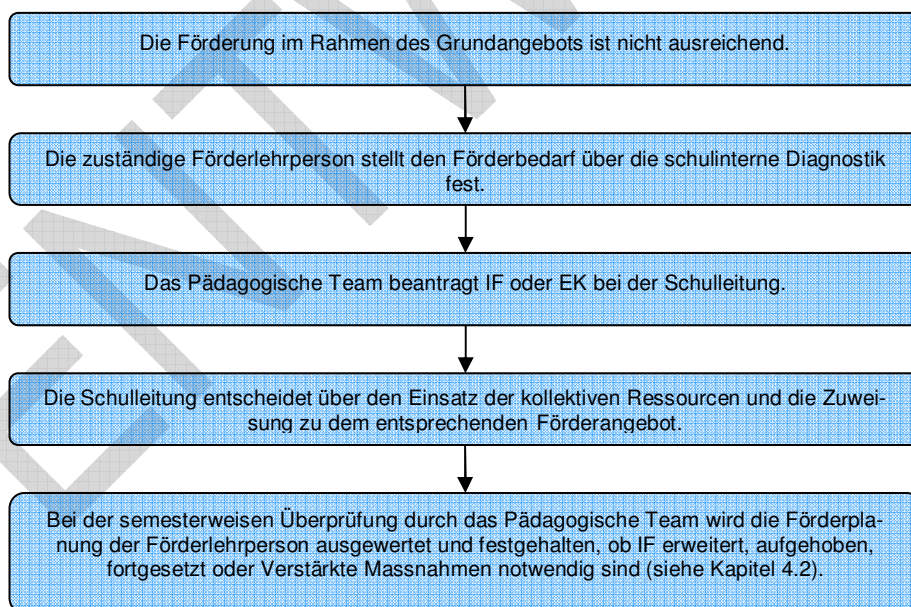 Die Förderung im Rahmen des Grundangebots ist nicht ausreichend.
Die zuständige Förderlehrperson stellt den Förderbedarf über die schulinterne Diagnostik
fest.
Das Pädagogische Team beantragt IF oder EK bei der Schulleitung.
Die Schulleitung entscheidet über den Einsatz der kollektiven Ressourcen und die Zuwei-
sung zu dem entsprechenden Förderangebot.
Bei der semesterweisen Überprüfung durch das Pädagogische Team wird die Förderpla-
nung der Förderlehrperson ausgewertet und festgehalten, ob IF erweitert, aufgehoben,
fortgesetzt oder Verstärkte Massnahmen notwendig sind (siehe Kapitel 4.2).